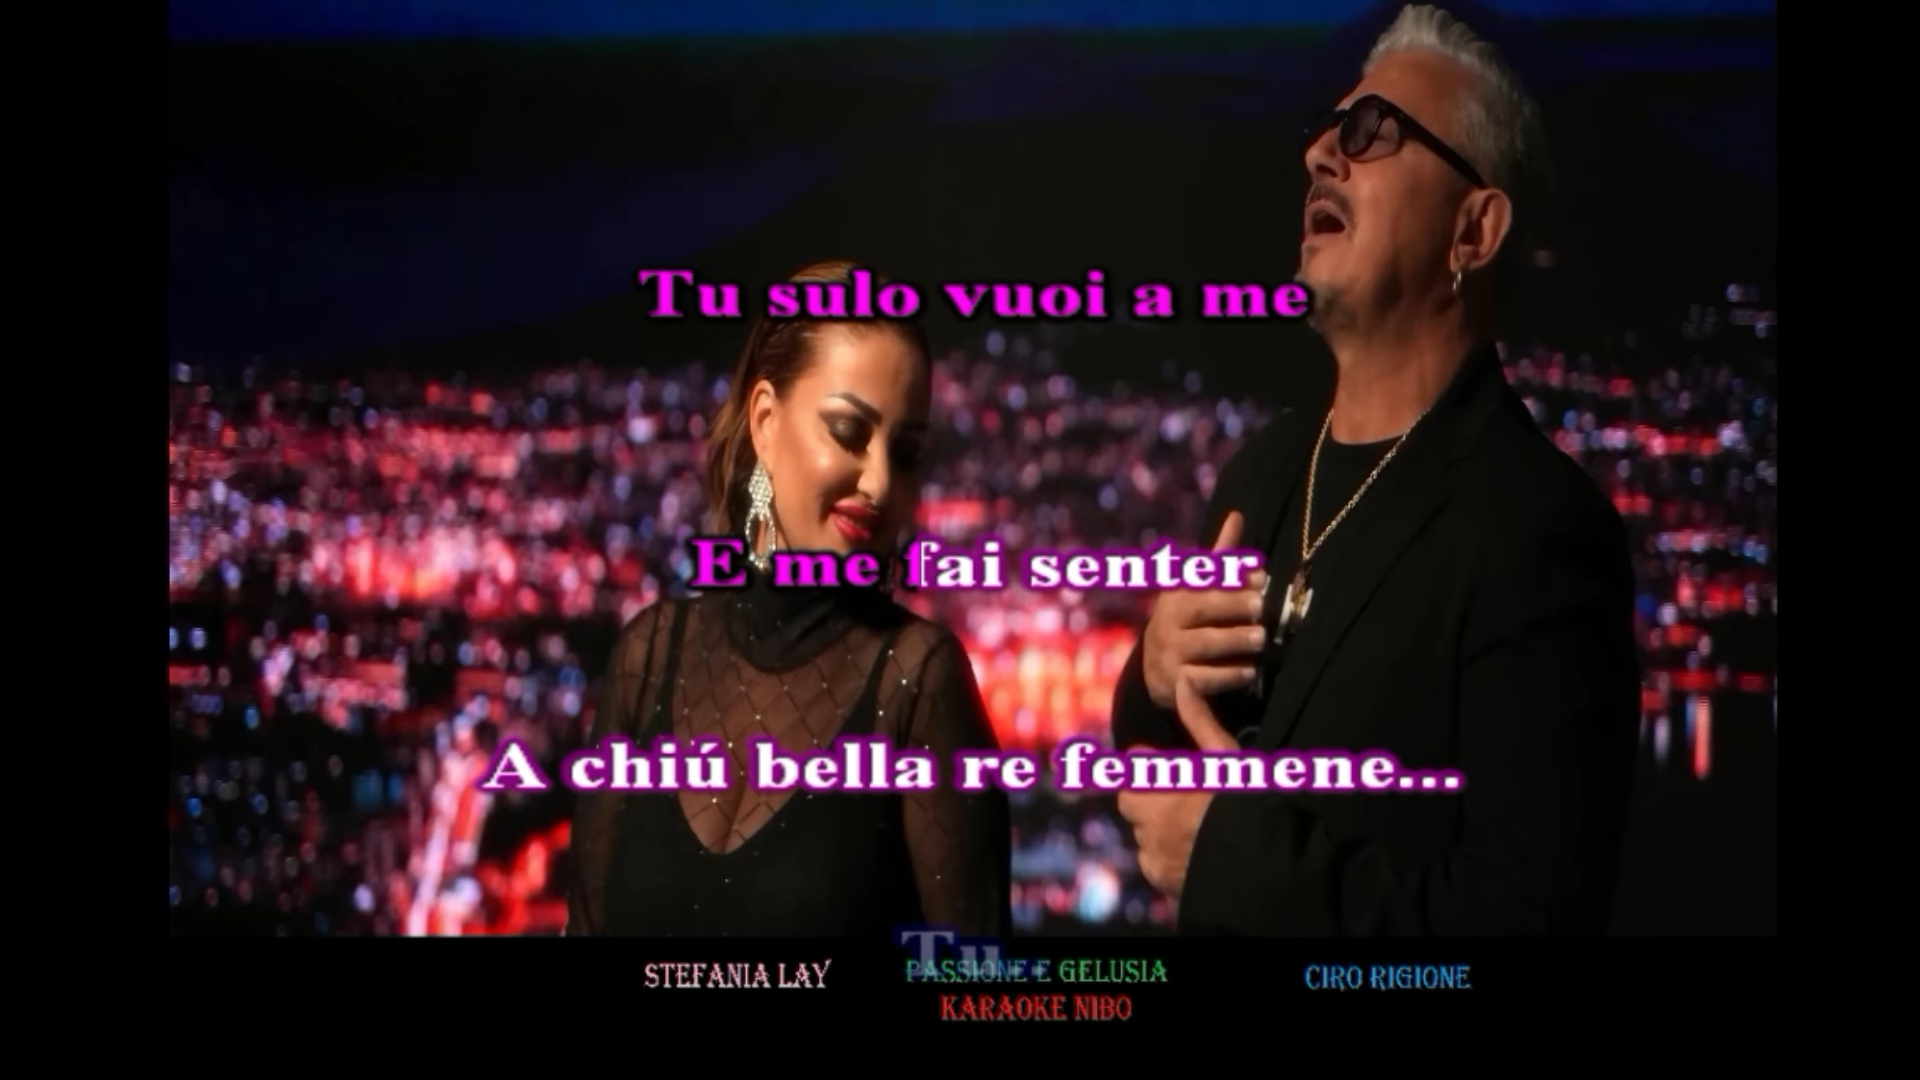 Tu sulo vuoi a me
E me fai senter
A chiú bella re femmene...
Tu...
STEFANIA LAY
PASSIONE E GELUSIA
CIRO RIGIONE
KARAOKE NIBO